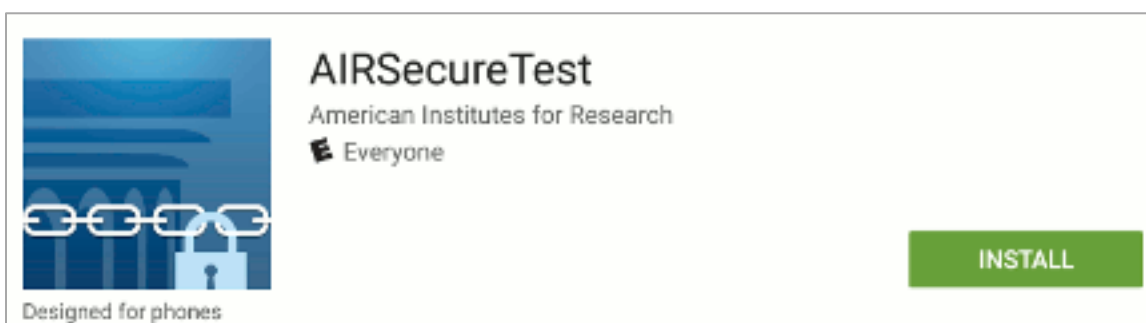 AIRSecureTest
American Institutes for Research
E Everyone
INSTALL
Designed for phones